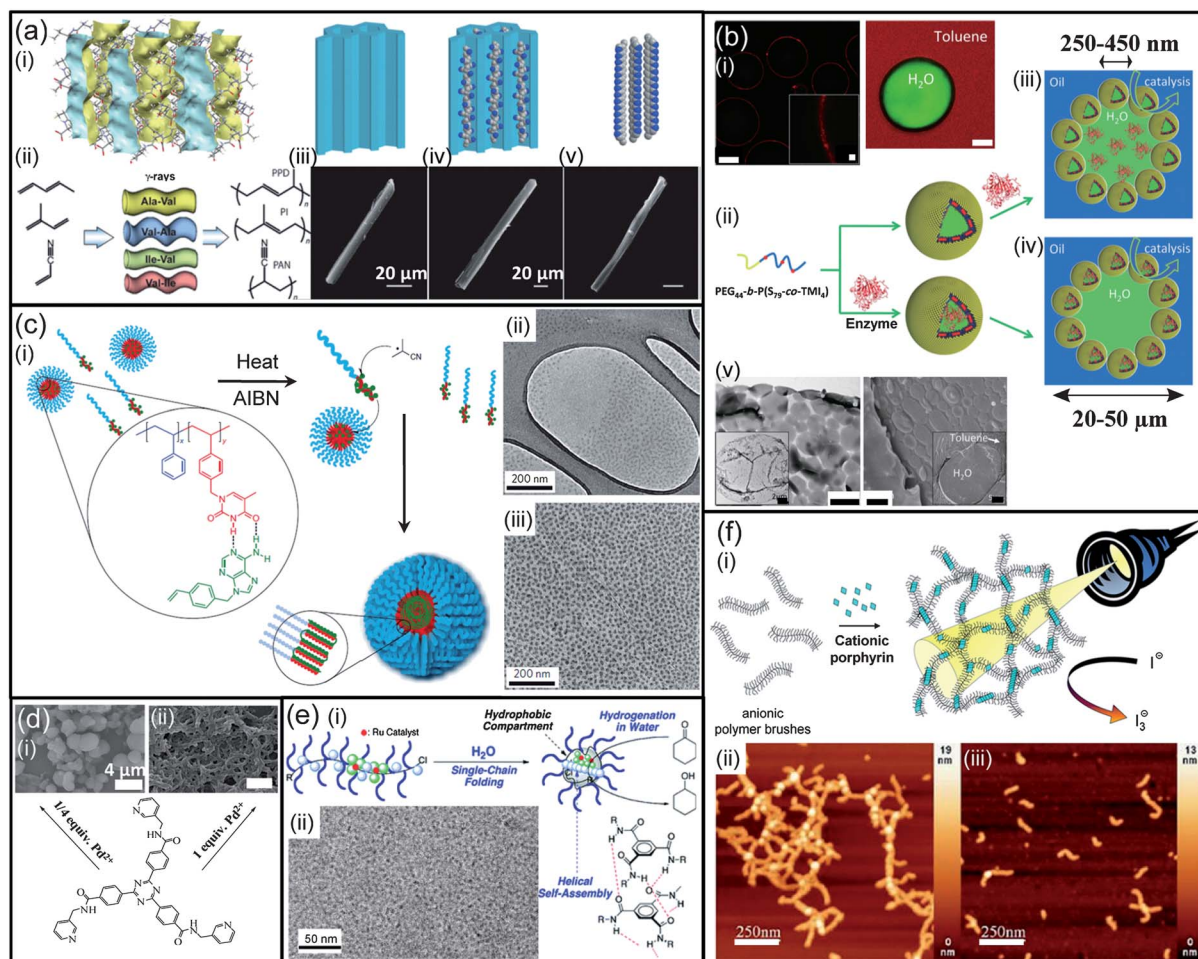 (a)
(i)
(ii)
γ-rays
Ala-Val
Val-Ala
Ile-Val
Val-Ile
PPD
n
PI
n
CN
PAN
n
(iii)
(iv)
(v)
20 μm
20 μm
(b)
(i)
Toluene
H₂O
250-450 nm
(iii)
Oil
catalysis
H₂O
(ii)
PEG₄₄-b-P(S₇₉-co-TMI₄)
Enzyme
(iv)
Oil
catalysis
H₂O
20-50 μm
(v)
Toluene
H₂O
(c)
(i)
Heat
AIBN
CN
x
y
(ii)
200 nm
(iii)
200 nm
(d)
(i)
4 μm
(ii)
1/4 equiv. Pd²⁺
1 equiv. Pd²⁺
(e)
(i)
: Ru Catalyst
R
Cl
H₂O
Single-Chain
Folding
Hydrophobic
Compartment
Hydrogenation
in Water
Cl
Helical
Self-Assembly
(ii)
50 nm
(f)
(i)
anionic
polymer brushes
Cationic
porphyrin
I⊖
I₃⊖
(ii)
250nm
19
nm
0
nm
(iii)
250nm
13
nm
0
nm